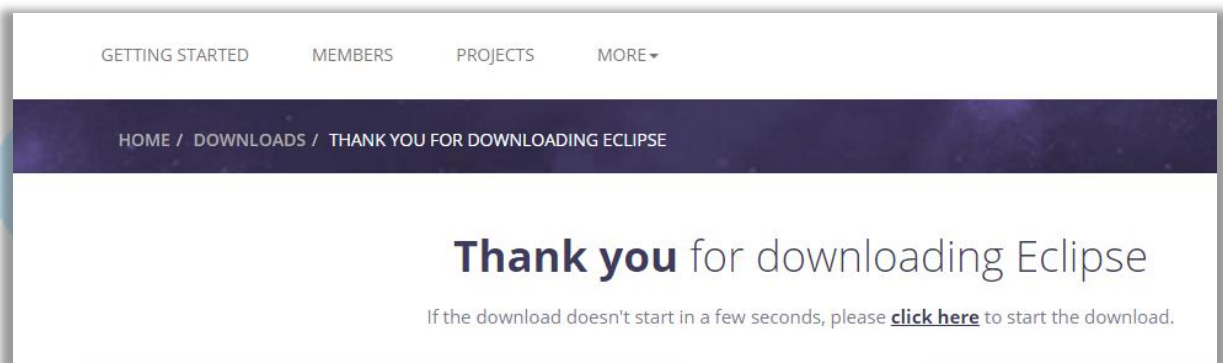 GETTING STARTED MEMBERS PROJECTS MORE
HOME / DOWNLOADS / THANK YOU FOR DOWNLOADING ECLIPSE
Thank you for downloading Eclipse
If the download doesn't start in a few seconds, please click here to start the download.